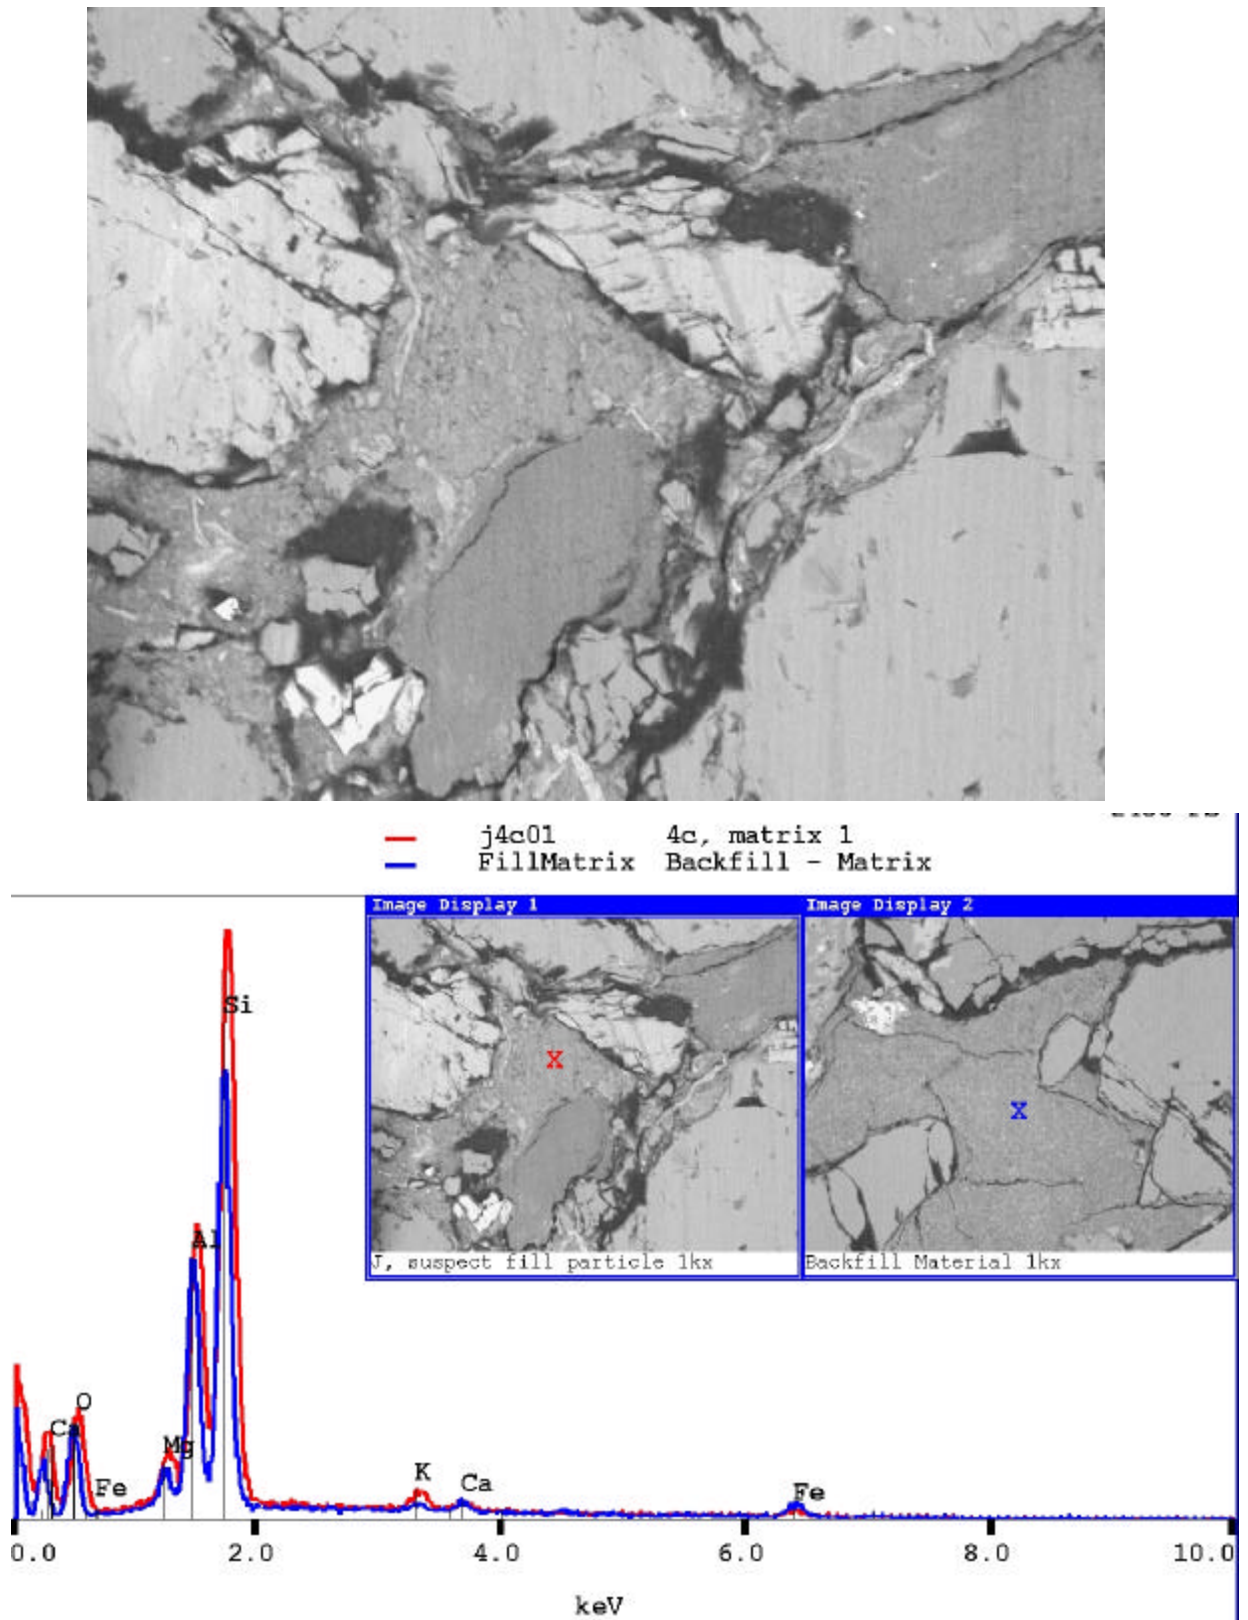 j4c01 4c, matrix 1
FillMatrix Backfill - Matrix
Image Display 1
Image Display 2
Si
X
X
J, suspect fill particle 1kx
Backfill Material 1kx
Al
O
Ca
Mg
Fe
K
Ca
Fe
0.0 2.0 4.0 6.0 8.0 10.0
keV